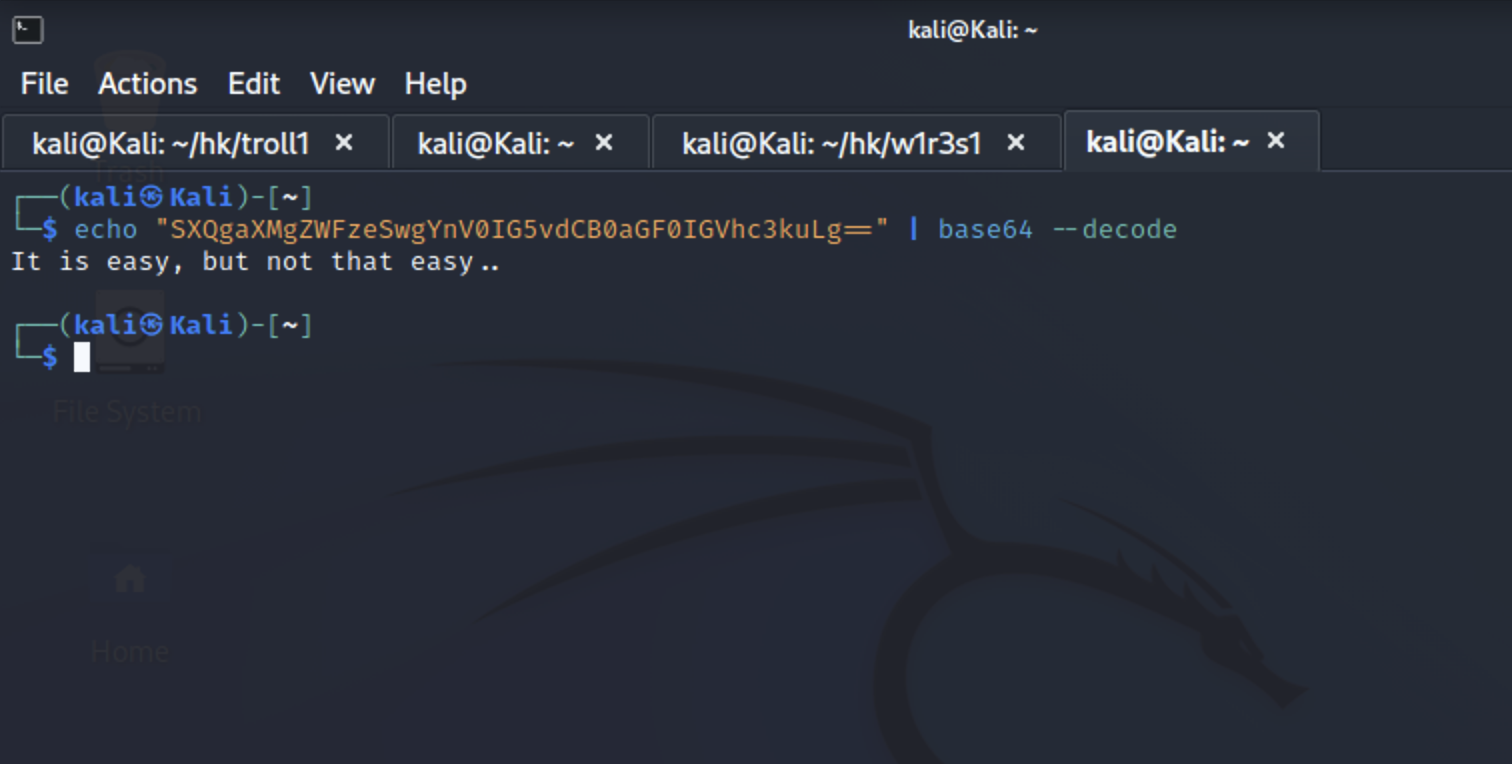 kali@Kali: ~
File Actions Edit View Help
kali@Kali: ~/hk/troll1 × kali@Kali: ~ × kali@Kali: ~/hk/w1r3s1 × kali@Kali: ~ ×
Trash
┌──(kali㉿Kali)-[~]
└─$ echo "SXQgaXMgZWFzeSwgYnV0IG5vdCB0aGF0IGVhc3kuLg==" | base64 --decode
It is easy, but not that easy..
┌──(kali㉿Kali)-[~]
└─$
File System
Home